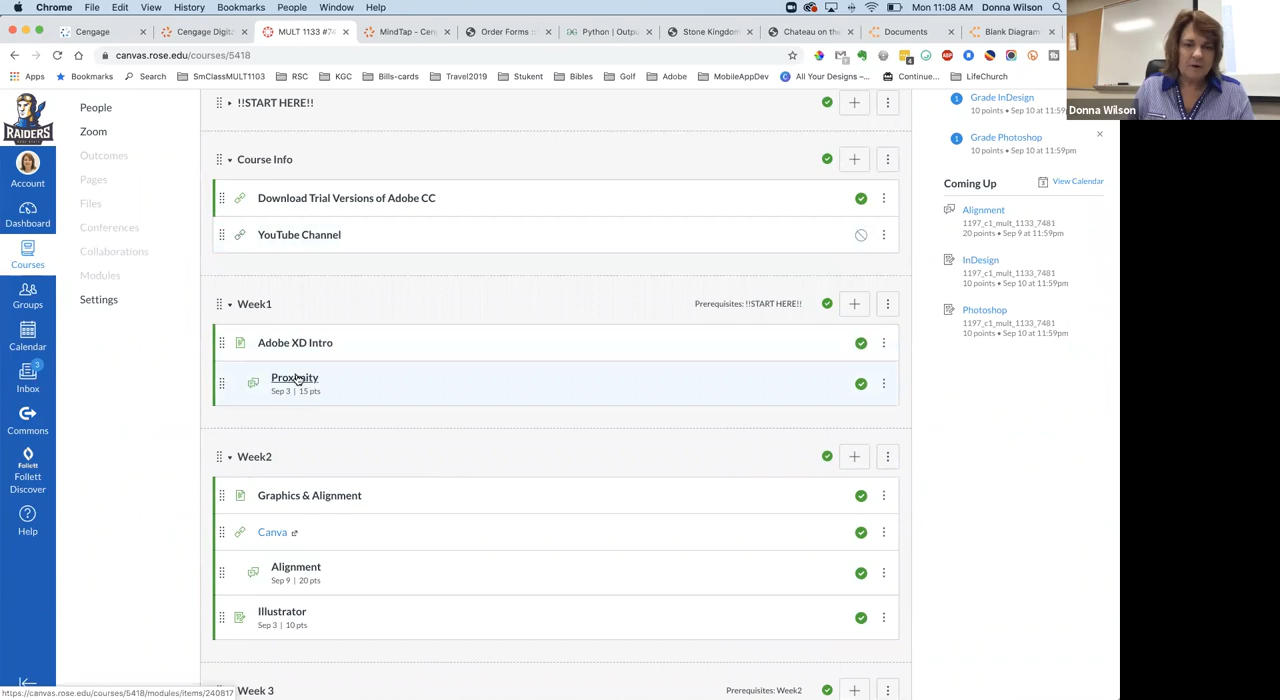 Chrome File Edit View History Bookmarks People Window Help
Mon 11:08 AM Donna Wilson
Cengage
Cengage Digit
MULT 1133 #74
MindTap - Cen
Order Forms ::
Python | Outpu
Stone Kingdom
Chateau on the
Documents
Blank Diagram
canvas.rose.edu/courses/5418
Apps Bookmarks Search SmClassMULT1103 RSC KGC Bills-cards Travel2019 Stukent Bibles Golf Adobe MobileAppDev All Your Designs –... Continue... LifeChurch
Donna Wilson
RAIDERS
Account
Dashboard
Courses
Groups
Calendar
3
Inbox
Commons
Follett
Follett
Discover
Help
People
Zoom
Outcomes
Pages
Files
Conferences
Collaborations
Modules
Settings
!!START HERE!!
Course Info
Download Trial Versions of Adobe CC
YouTube Channel
Week1
Prerequisites: !!START HERE!!
Adobe XD Intro
Proximity
Sep 3 | 15 pts
Week2
Graphics & Alignment
Canva
Alignment
Sep 9 | 20 pts
Illustrator
Sep 3 | 10 pts
Week 3
Prerequisites: Week2
1 Grade InDesign
10 points • Sep 10 at 11:59p
1 Grade Photoshop
10 points • Sep 10 at 11:59pm
Coming Up
View Calendar
Alignment
1197_c1_mult_1133_7481
20 points • Sep 9 at 11:59pm
InDesign
1197_c1_mult_1133_7481
10 points • Sep 10 at 11:59pm
Photoshop
1197_c1_mult_1133_7481
10 points • Sep 10 at 11:59pm
https://canvas.rose.edu/courses/5418/modules/items/240817